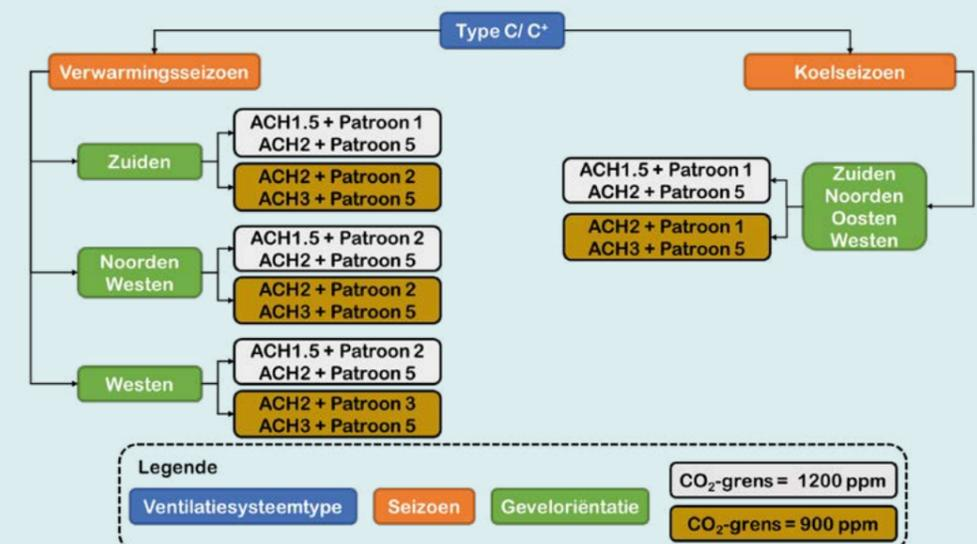 Type C/ C⁺
Verwarmingsseizoen
Koelseizoen
Zuiden
ACH1.5 + Patroon 1
ACH2 + Patroon 5
ACH2 + Patroon 2
ACH3 + Patroon 5
Noorden
Westen
ACH1.5 + Patroon 2
ACH2 + Patroon 5
ACH2 + Patroon 2
ACH3 + Patroon 5
Westen
ACH1.5 + Patroon 2
ACH2 + Patroon 5
ACH2 + Patroon 3
ACH3 + Patroon 5
ACH1.5 + Patroon 1
ACH2 + Patroon 5
ACH2 + Patroon 1
ACH3 + Patroon 5
Zuiden
Noorden
Oosten
Westen
Legende
Ventilatiesysteemtype
Seizoen
Geveloriëntatie
CO₂-grens = 1200 ppm
CO₂-grens = 900 ppm